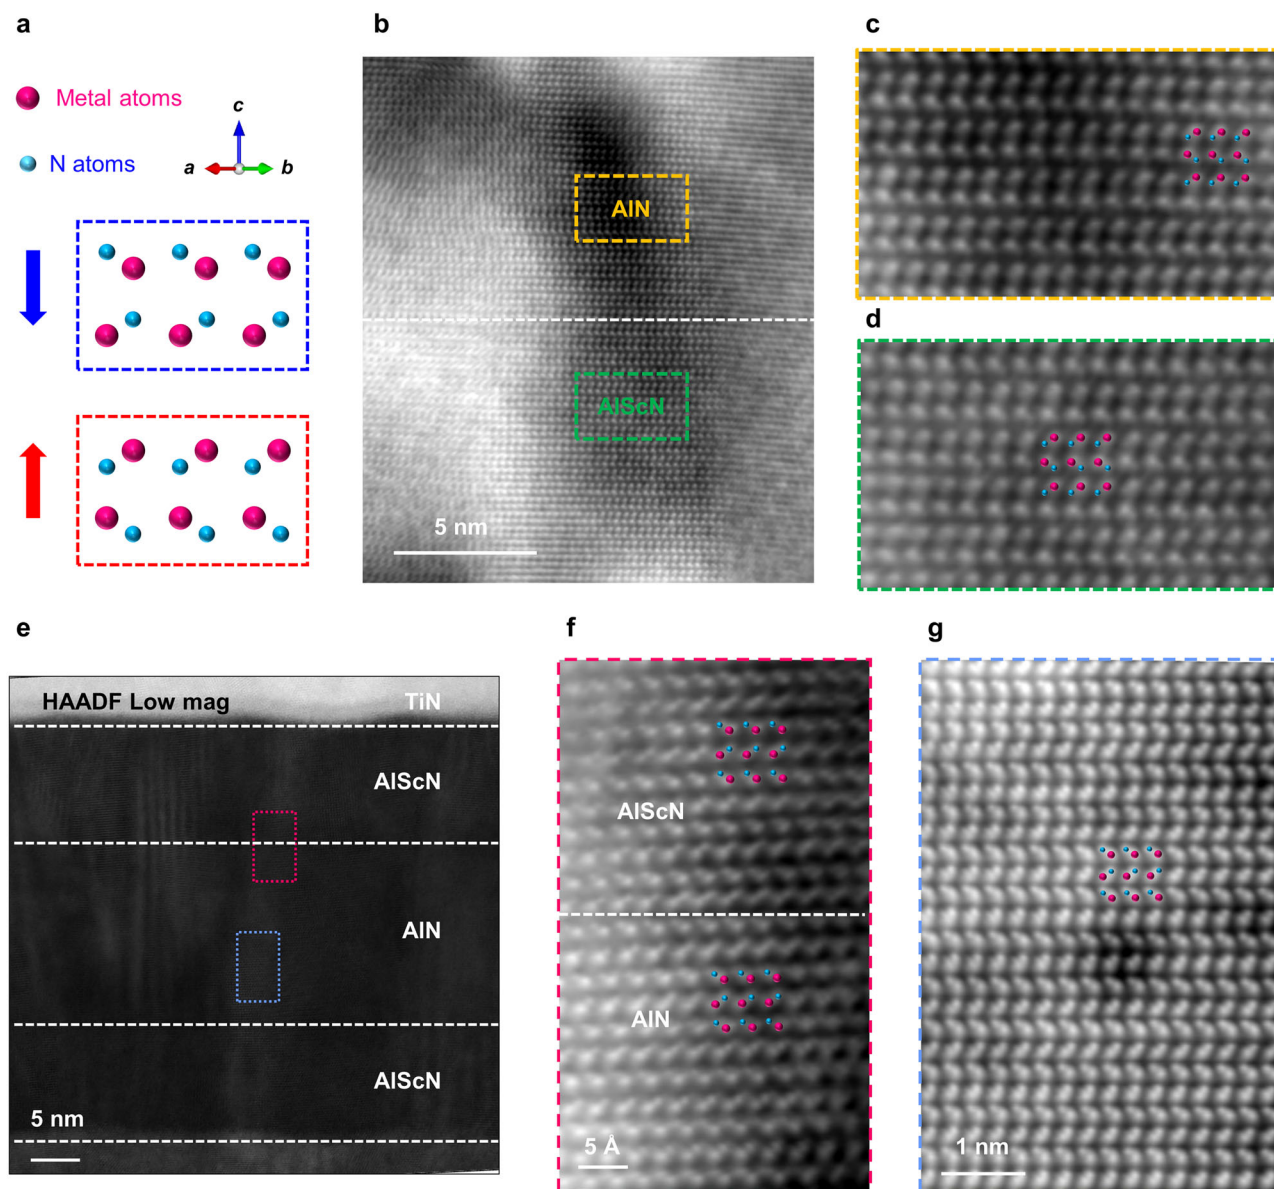 a
Metal atoms
N atoms
c
a
b
b
AlN
AlScN
5 nm
c
d
e
HAADF Low mag
TiN
AlScN
AlN
AlScN
5 nm
f
AlScN
AlN
5 Å
g
1 nm